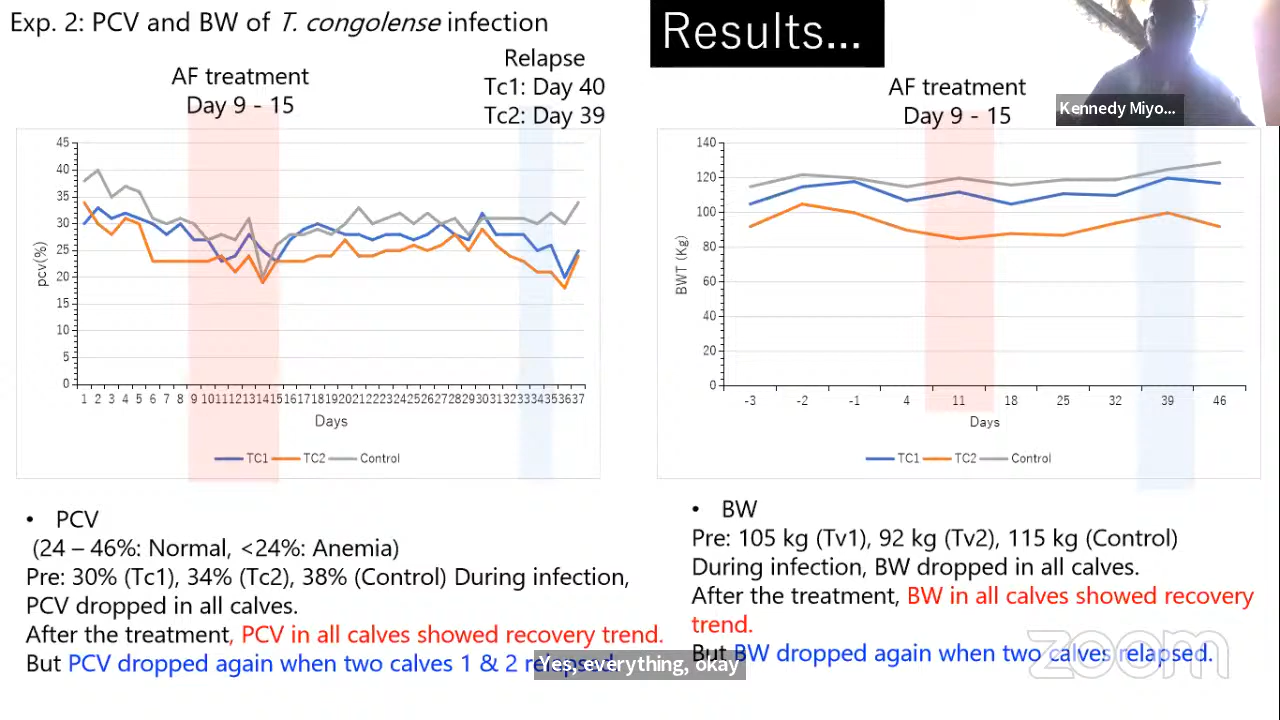 Exp. 2: PCV and BW of T. congolense infection
Results...
Relapse
Tc1: Day 40
Tc2: Day 39
AF treatment
Day 9 - 15
AF treatment
Day 9 - 15
Kennedy Miyo...
45
40
35
30
25
20
15
10
5
0
pcv(%)
1 2 3 4 5 6 7 8 9 10 11 12 13 14 15 16 17 18 19 20 21 22 23 24 25 26 27 28 29 30 31 32 33 34 35 36 37
Days
TC1 TC2 Control
140
120
100
80
60
40
20
0
BWT (Kg)
-3 -2 -1 4 11 18 25 32 39 46
Days
TC1 TC2 Control
• PCV
(24 – 46%: Normal, <24%: Anemia)
Pre: 30% (Tc1), 34% (Tc2), 38% (Control) During infection,
PCV dropped in all calves.
After the treatment, PCV in all calves showed recovery trend.
But PCV dropped again when two calves 1 & 2 relapsed.
• BW
Pre: 105 kg (Tv1), 92 kg (Tv2), 115 kg (Control)
During infection, BW dropped in all calves.
After the treatment, BW in all calves showed recovery
trend.
But BW dropped again when two calves relapsed.
Yes, everything, okay
zoom